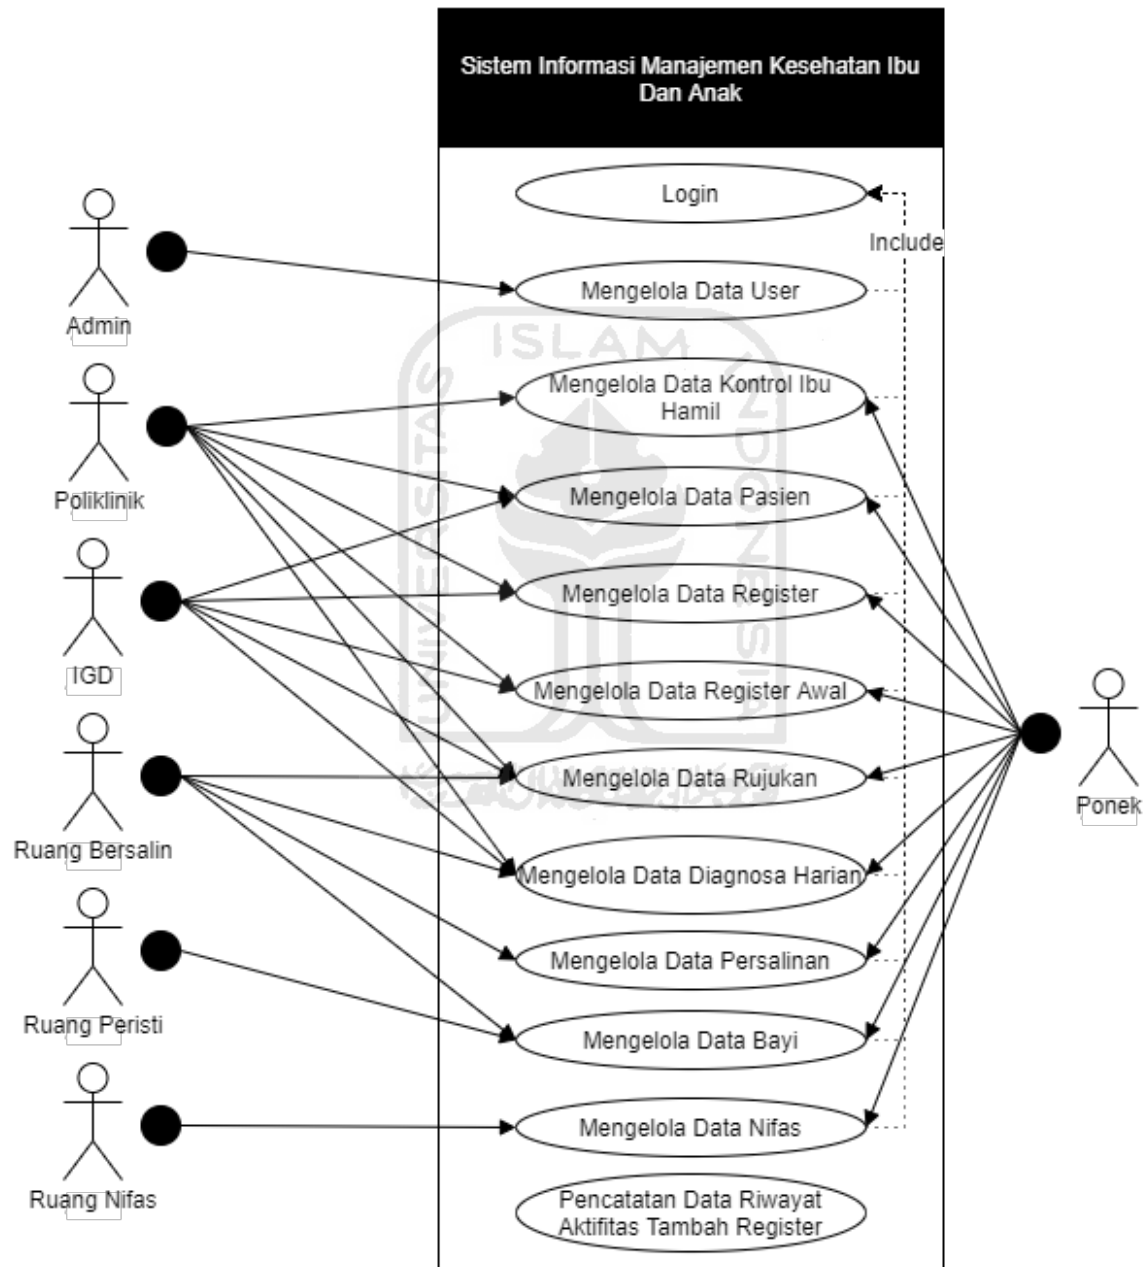 Sistem Informasi Manajemen Kesehatan Ibu
Dan Anak
Login
Include
Admin
Mengelola Data User
ISLAM
UNIVERSITAS
INDONESIA
Poliklinik
Mengelola Data Kontrol Ibu
Hamil
Mengelola Data Pasien
IGD
Mengelola Data Register
Mengelola Data Register Awal
Ruang Bersalin
Mengelola Data Rujukan
Ponek
Mengelola Data Diagnosa Harian
Ruang Peristi
Mengelola Data Persalinan
Mengelola Data Bayi
Ruang Nifas
Mengelola Data Nifas
Pencatatan Data Riwayat
Aktifitas Tambah Register